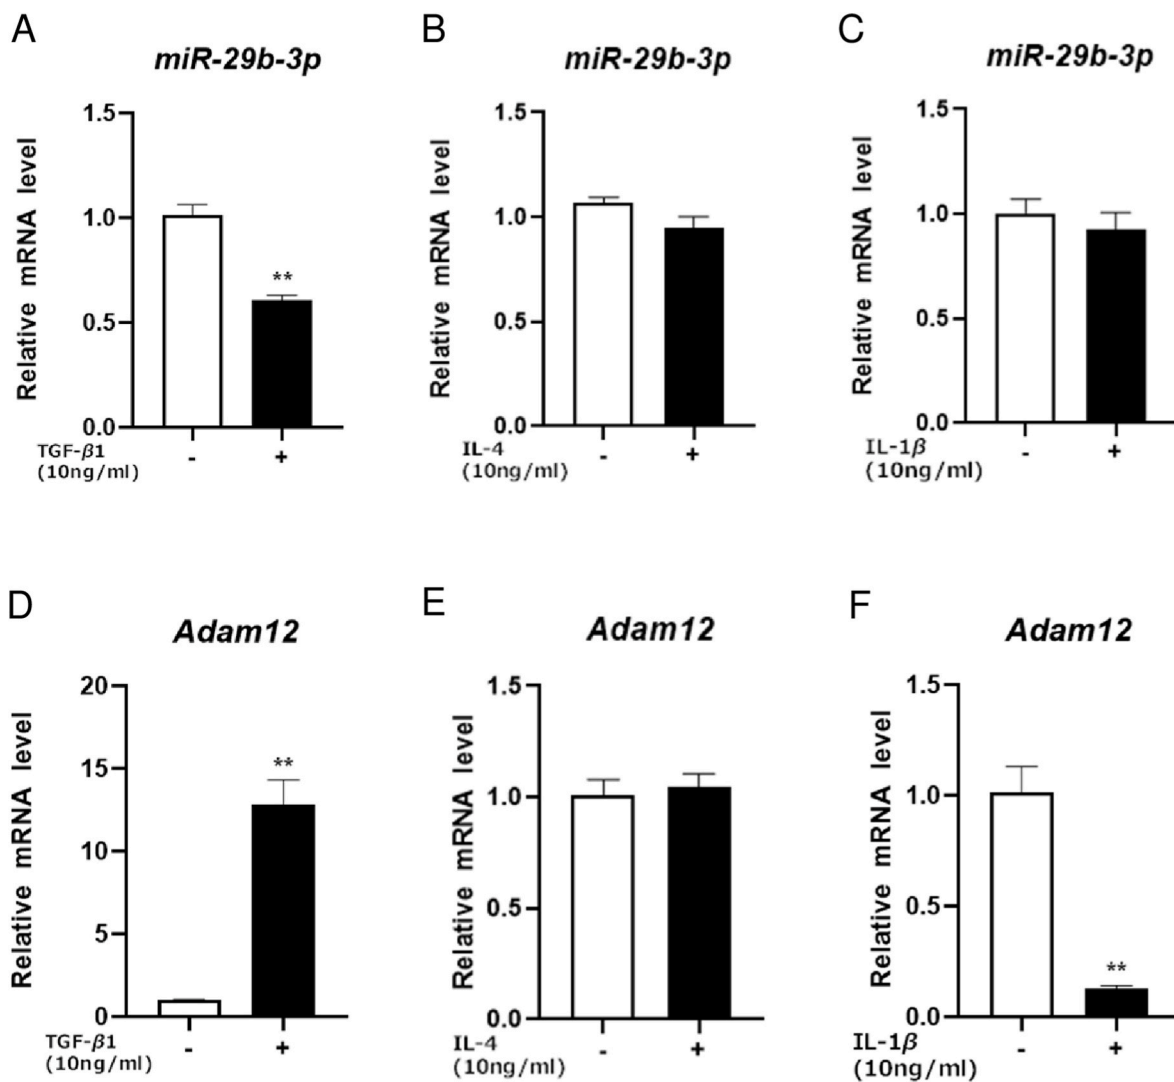 A
miR-29b-3p
Relative mRNA level
1.5
1.0
0.5
0.0
**
TGF-β1
(10ng/ml)
- +
B
miR-29b-3p
Relative mRNA level
1.5
1.0
0.5
0.0
IL-4
(10ng/ml)
- +
C
miR-29b-3p
Relative mRNA level
1.5
1.0
0.5
0.0
IL-1β
(10ng/ml)
- +
D
Adam12
Relative mRNA level
20
15
10
5
0
**
TGF-β1
(10ng/ml)
- +
E
Adam12
Relative mRNA level
1.5
1.0
0.5
0.0
IL-4
(10ng/ml)
- +
F
Adam12
Relative mRNA level
1.5
1.0
0.5
0.0
**
IL-1β
(10ng/ml)
- +